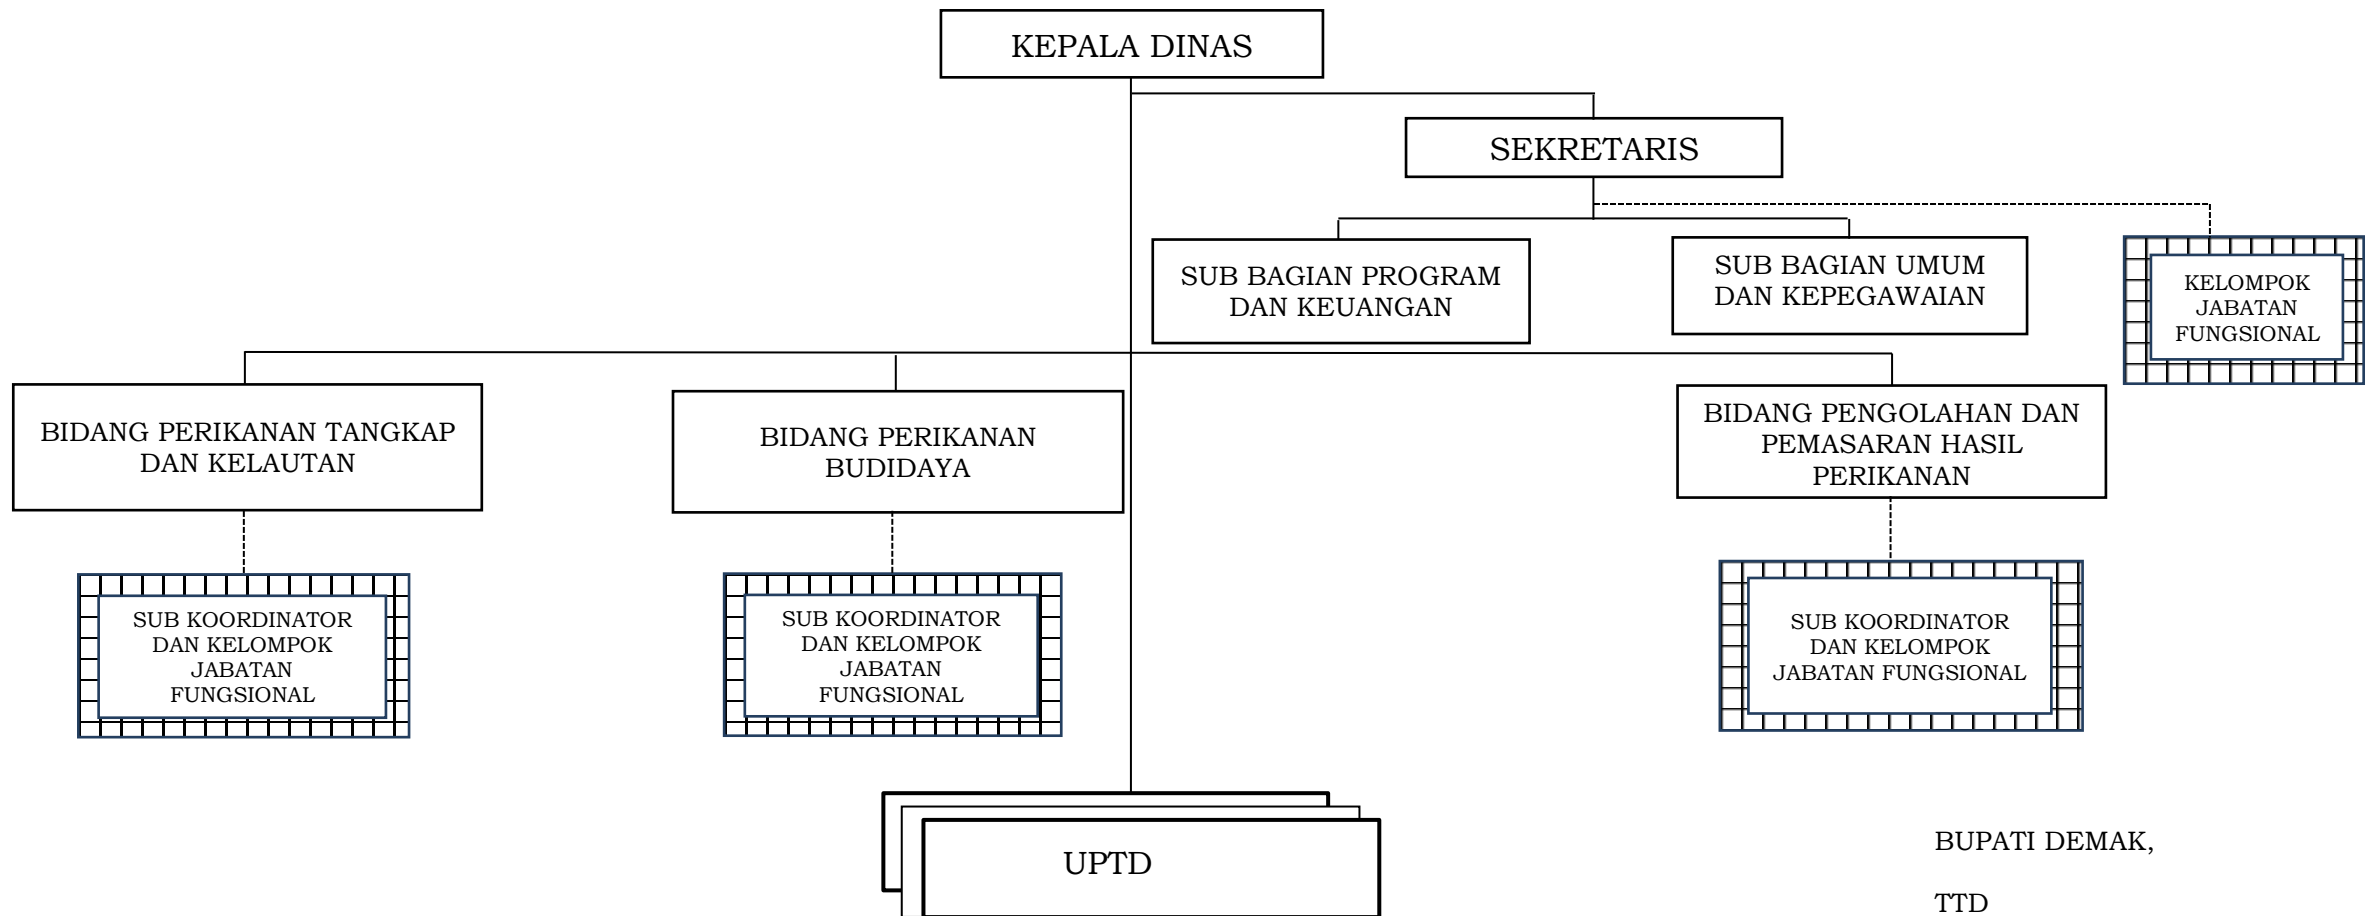 KEPALA DINAS
SEKRETARIS
SUB BAGIAN PROGRAM
DAN KEUANGAN
SUB BAGIAN UMUM
DAN KEPEGAWAIAN
KELOMPOK
JABATAN
FUNGSIONAL
BIDANG PERIKANAN TANGKAP
DAN KELAUTAN
BIDANG PERIKANAN
BUDIDAYA
BIDANG PENGOLAHAN DAN
PEMASARAN HASIL
PERIKANAN
SUB KOORDINATOR
DAN KELOMPOK
JABATAN
FUNGSIONAL
SUB KOORDINATOR
DAN KELOMPOK
JABATAN
FUNGSIONAL
SUB KOORDINATOR
DAN KELOMPOK
JABATAN FUNGSIONAL
UPTD
BUPATI DEMAK,
TTD